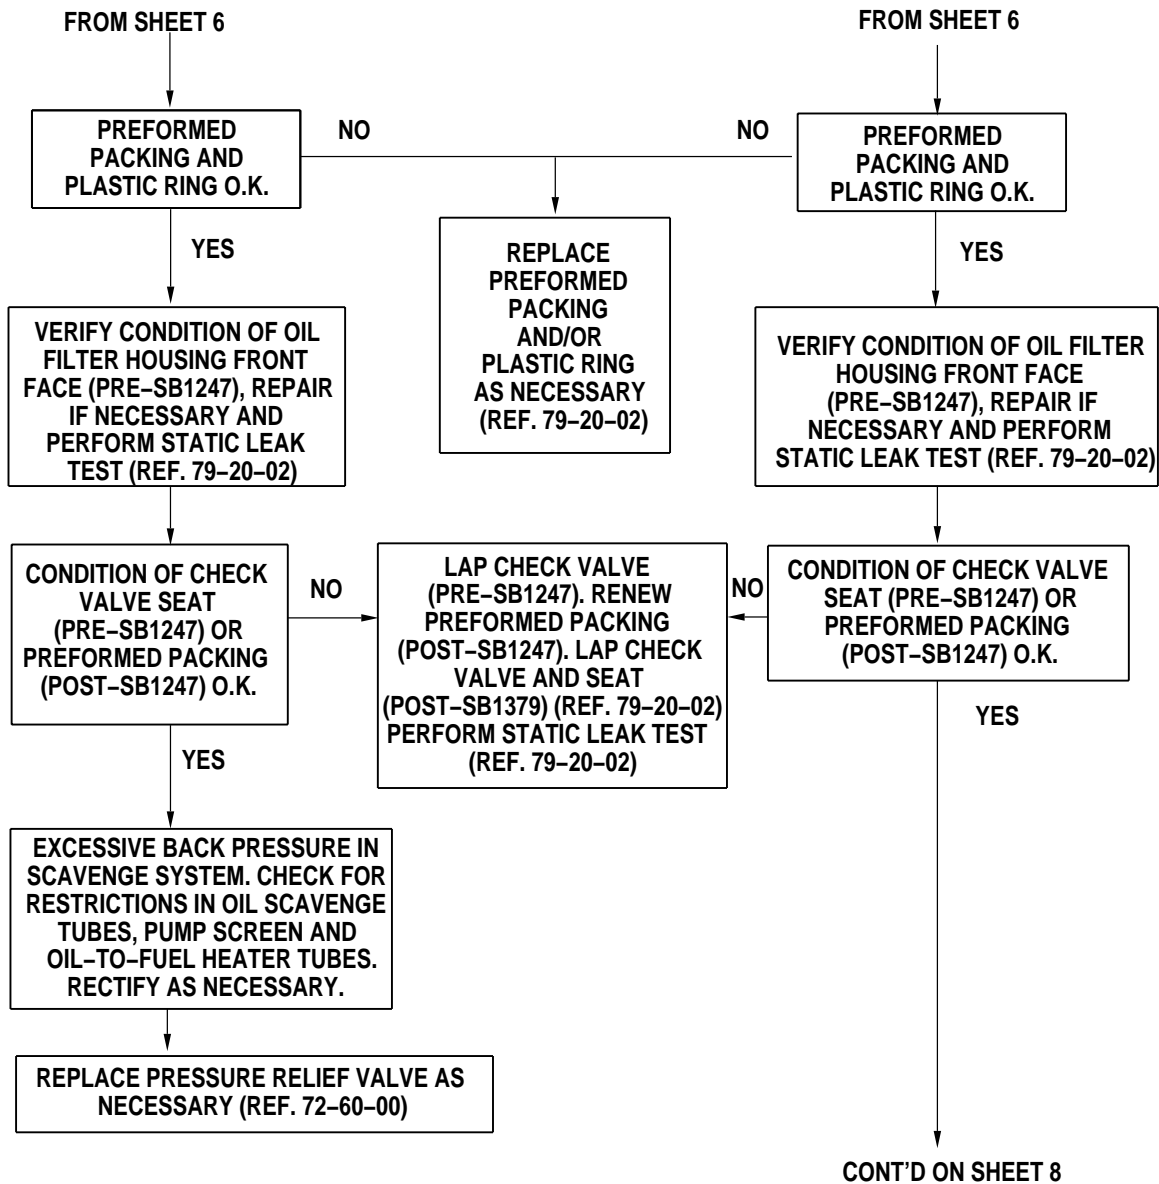 FROM SHEET 6
FROM SHEET 6
PREFORMED
PACKING AND
PLASTIC RING O.K.
NO
NO
PREFORMED
PACKING AND
PLASTIC RING O.K.
YES
REPLACE
PREFORMED
PACKING
AND/OR
PLASTIC RING
AS NECESSARY
(REF. 79–20–02)
YES
VERIFY CONDITION OF OIL
FILTER HOUSING FRONT
FACE (PRE–SB1247), REPAIR
IF NECESSARY AND
PERFORM STATIC LEAK
TEST (REF. 79–20–02)
VERIFY CONDITION OF OIL FILTER
HOUSING FRONT FACE
(PRE–SB1247), REPAIR IF
NECESSARY AND PERFORM
STATIC LEAK TEST (REF. 79–20–02)
CONDITION OF CHECK
VALVE SEAT
(PRE–SB1247) OR
PREFORMED PACKING
(POST–SB1247) O.K.
NO
LAP CHECK VALVE
(PRE–SB1247). RENEW
PREFORMED PACKING
(POST–SB1247). LAP CHECK
VALVE AND SEAT
(POST–SB1379) (REF. 79–20–02)
PERFORM STATIC LEAK TEST
(REF. 79–20–02)
NO
CONDITION OF CHECK VALVE
SEAT (PRE–SB1247) OR
PREFORMED PACKING
(POST–SB1247) O.K.
YES
YES
EXCESSIVE BACK PRESSURE IN
SCAVENGE SYSTEM. CHECK FOR
RESTRICTIONS IN OIL SCAVENGE
TUBES, PUMP SCREEN AND
OIL–TO–FUEL HEATER TUBES.
RECTIFY AS NECESSARY.
REPLACE PRESSURE RELIEF VALVE AS
NECESSARY (REF. 72–60–00)
CONT'D ON SHEET 8